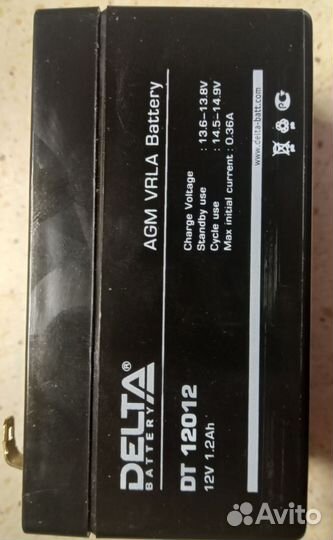 DELTA®
BATTERY
AGM VRLA Battery
DT 12012
12V 1.2Ah
Charge Voltage
Standby use : 13.6-13.8V
Cycle use : 14.5-14.9V
Max initial current : 0.36A
www.delta-batt.com
Pb
Avito